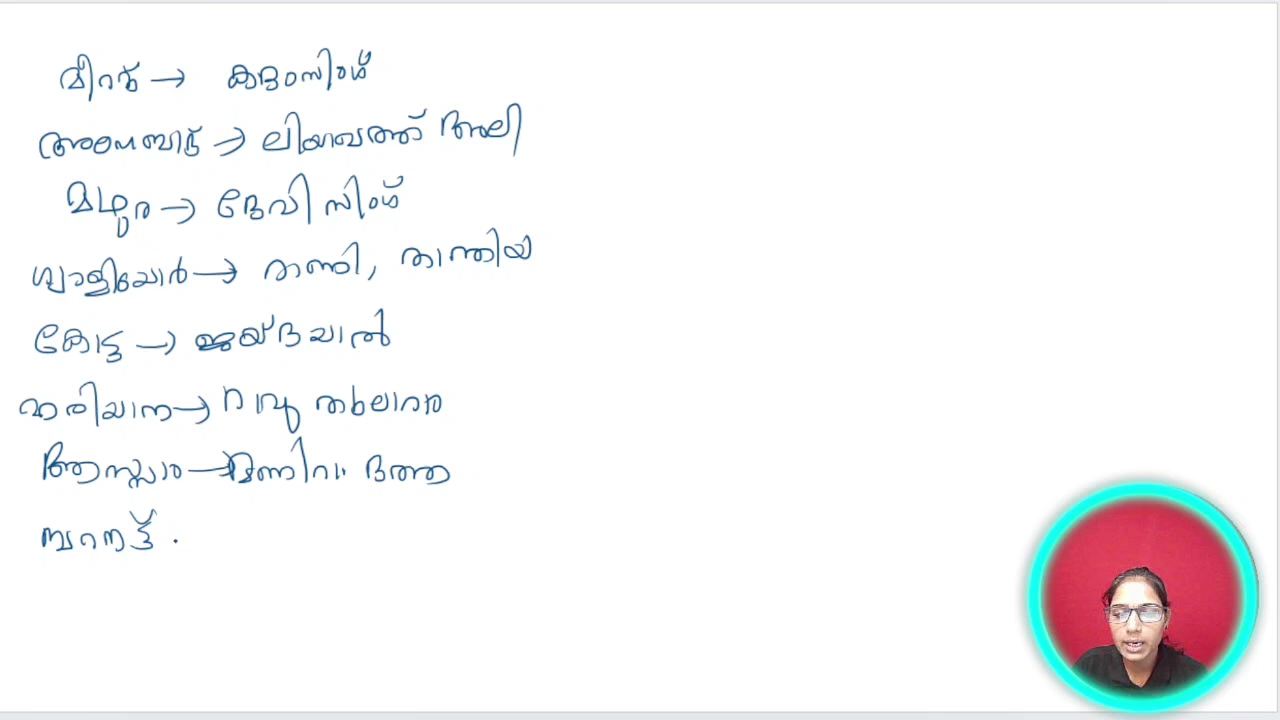 മീററ്റ് → കദംസിംഗ്
അലഹബാദ് → ലിയാഖത്ത് അലി
മഥുര → ദേവി സിംഗ്
ഗ്വാളിയോർ → റാണി, താന്തിയ
കോട്ട → ജയ്ദയാൽ
ഹരിയാന → റാവു തുലാറാം
ആസ്സാം → മണിറാം ദത്ത